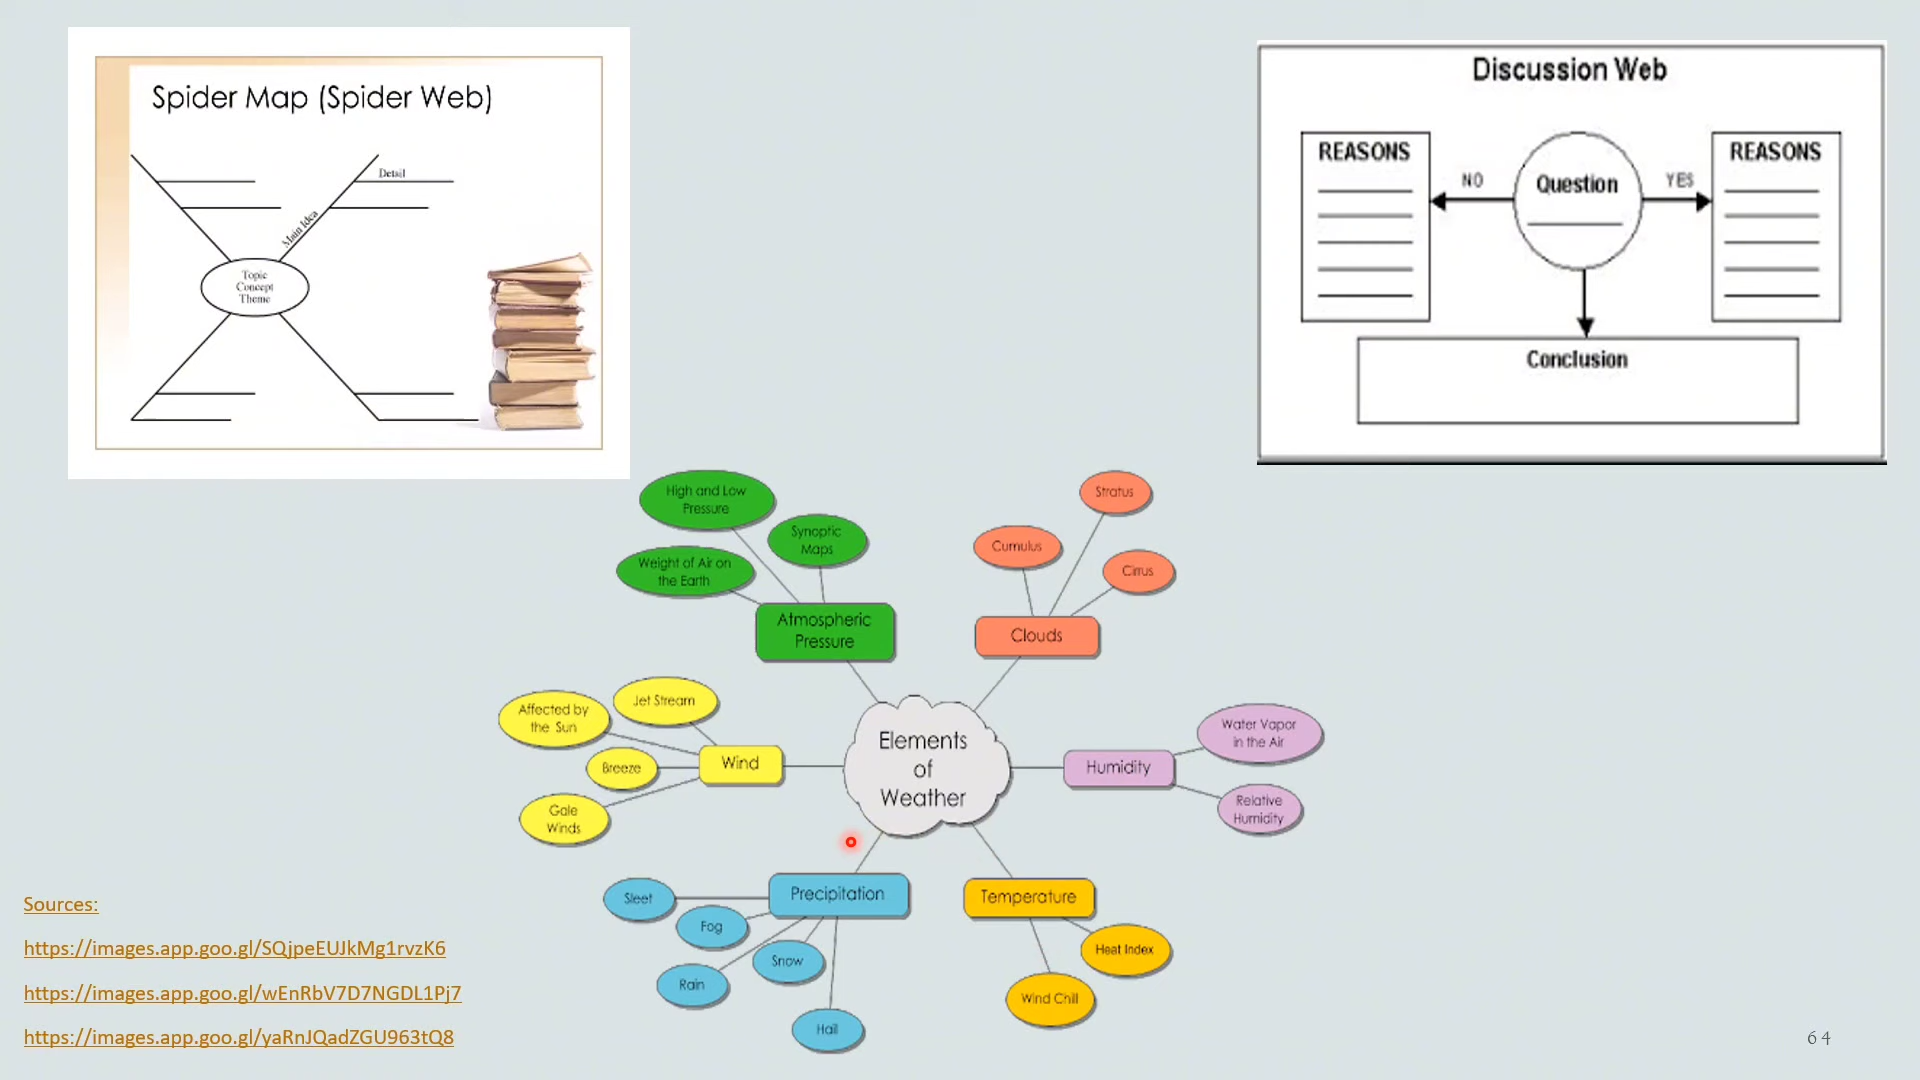 Spider Map (Spider Web)
Detail
Main Idea
Topic
Concept
Theme
Discussion Web
REASONS
NO
Question
YES
REASONS
Conclusion
High and Low
Pressure
Synoptic
Maps
Weight of Air on
the Earth
Atmospheric
Pressure
Stratus
Cumulus
Cirrus
Clouds
Affected by
the Sun
Jet Stream
Breeze
Gale
Winds
Wind
Elements
of
Weather
Humidity
Water Vapor
in the Air
Relative
Humidity
Precipitation
Sleet
Fog
Snow
Rain
Hail
Temperature
Heat Index
Wind Chill
Sources:
https://images.app.goo.gl/SQjpeEUJkMg1rvzK6
https://images.app.goo.gl/wEnRbV7D7NGDL1Pj7
https://images.app.goo.gl/yaRnJQadZGU963tQ8
64